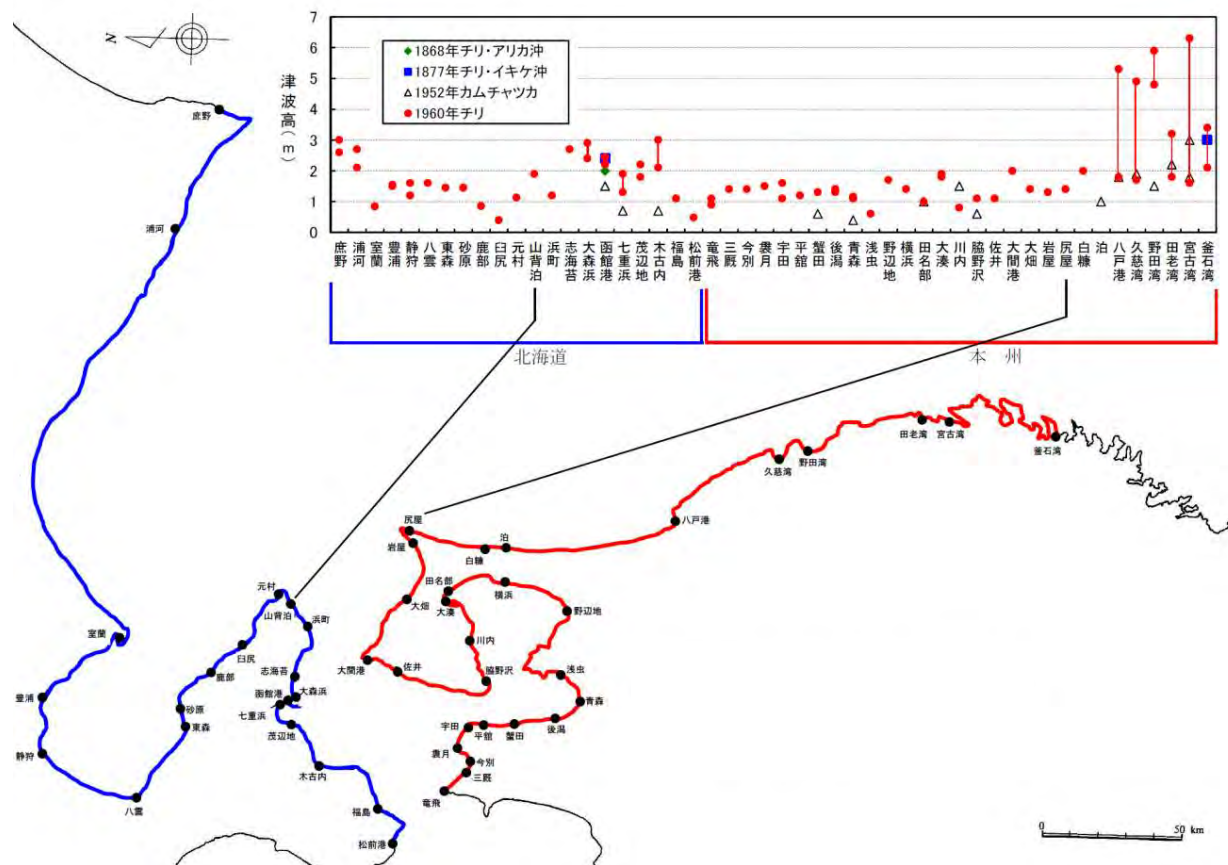 7
6
5
4
3
2
1
0
津波高(m)
1868年チリ・アリカ沖
1877年チリ・イキケ沖
1952年カムチャツカ
1960年チリ
N
庶野
浦河
室蘭
豊浦
静狩
八雲
東森
砂原
鹿部
臼尻
元村
山背泊
浜町
志海苔
大森浜
函館港
七重浜
茂辺地
木古内
福島
松前港
竜飛
三厩
今別
袰月
宇田
平舘
蟹田
後潟
青森
浅虫
野辺地
横浜
田名部
大湊
川内
脇野沢
佐井
大間港
大畑
岩屋
尻屋
白糠
泊
八戸港
久慈湾
野田湾
田老湾
宮古湾
釜石湾
北海道
本 州
庶野
浦河
室蘭
豊浦
静狩
八雲
東森
砂原
鹿部
臼尻
元村
山背泊
浜町
志海苔
大森浜
函館港
七重浜
茂辺地
木古内
福島
松前港
尻屋
岩屋
大畑
大間港
佐井
田名部
大湊
川内
脇野沢
横浜
野辺地
浅虫
青森
後潟
蟹田
平舘
宇田
袰月
今別
三厩
竜飛
白糠
泊
八戸港
久慈湾
野田湾
田老湾
宮古湾
釜石湾
0
50 km